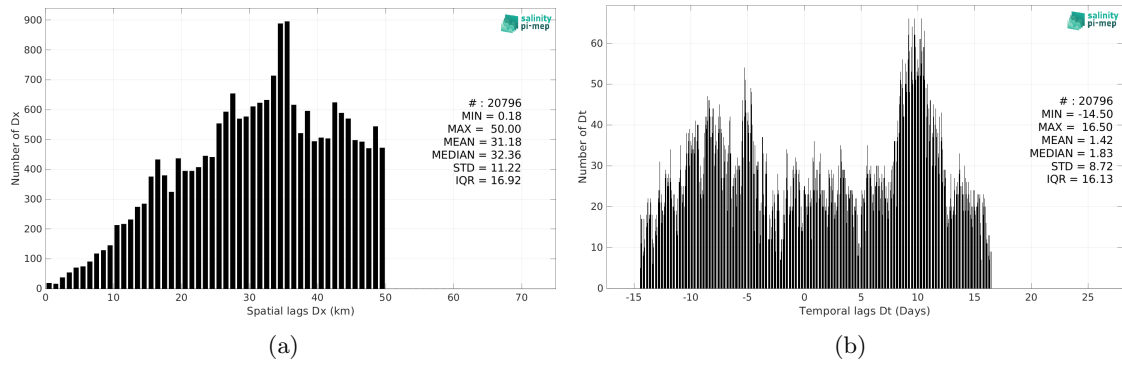 900
800
700
600
500
400
300
200
100
0
Number of Dx
0 10 20 30 40 50 60 70
Spatial lags Dx (km)
salinity
pi-mep
# : 20796
MIN = 0.18
MAX = 50.00
MEAN = 31.18
MEDIAN = 32.36
STD = 11.22
IQR = 16.92
(a)
60
50
40
30
20
10
0
Number of Dt
-15 -10 -5 0 5 10 15 20 25
Temporal lags Dt (Days)
salinity
pi-mep
# : 20796
MIN = -14.50
MAX = 16.50
MEAN = 1.42
MEDIAN = 1.83
STD = 8.72
IQR = 16.13
(b)